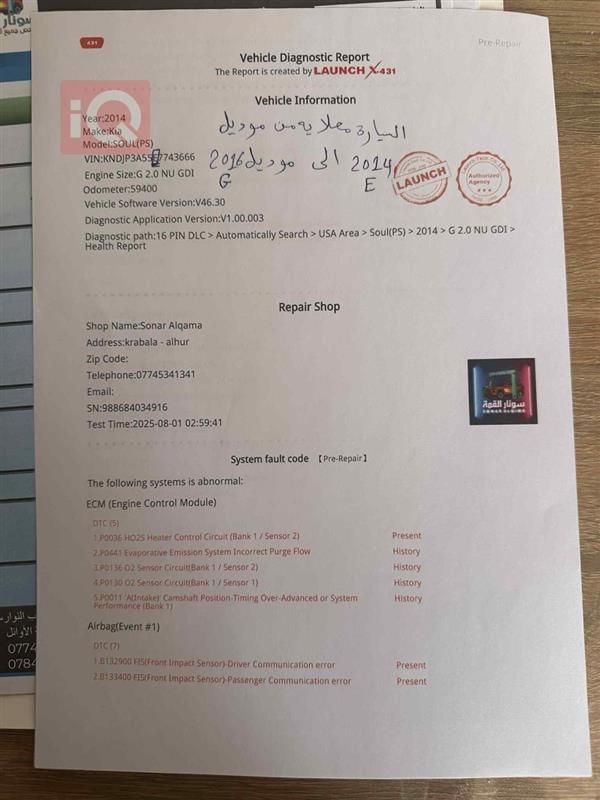 431
Pre-Repair
Vehicle Diagnostic Report
The Report is created by LAUNCH X-431
Vehicle Information
Year:2014
Make:Kia
Model:SOUL(PS)
VIN:KNDJP3A55 7743666
Engine Size:G 2.0 NU GDI
Odometer:59400
Vehicle Software Version:V46.30
Diagnostic Application Version:V1.00.003
Diagnostic path:16 PIN DLC > Automatically Search > USA Area > Soul(PS) > 2014 > G 2.0 NU GDI >
Health Report
السيارة معلايه من موديل
2014 الى موديل 2016
G
E
LAUNCH
Authorized
Agency
iQ
Repair Shop
Shop Name:Sonar Alqama
Address:krabala - alhur
Zip Code:
Telephone:07745341341
Email:
SN:988684034916
Test Time:2025-08-01 02:59:41
سونار القمة
SONAR ALQIMA
System fault code 【Pre-Repair】
The following systems is abnormal:
ECM (Engine Control Module)
DTC (5)
1.P0036 HO2S Heater Control Circuit (Bank 1 / Sensor 2) Present
2.P0441 Evaporative Emission System Incorrect Purge Flow History
3.P0136 O2 Sensor Circuit(Bank 1 / Sensor 2) History
4.P0130 O2 Sensor Circuit(Bank 1 / Sensor 1) History
5.P0011 'A(Intake)' Camshaft Position-Timing Over-Advanced or System History
Performance (Bank 1)
Airbag(Event #1)
DTC (7)
1.B132900 FIS(Front Impact Sensor)-Driver Communication error Present
2.B133400 FIS(Front Impact Sensor)-Passenger Communication error Present
الأوائل
0774
0784